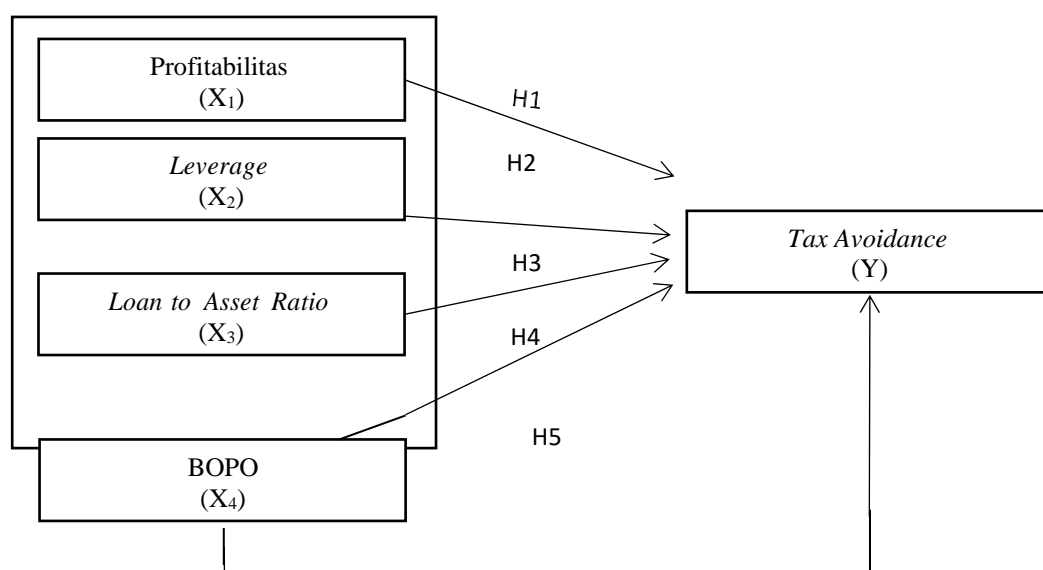 Profitabilitas
(X₁)
H1
Leverage
(X₂)
H2
Tax Avoidance
(Y)
H3
Loan to Asset Ratio
(X₃)
H4
H5
BOPO
(X₄)